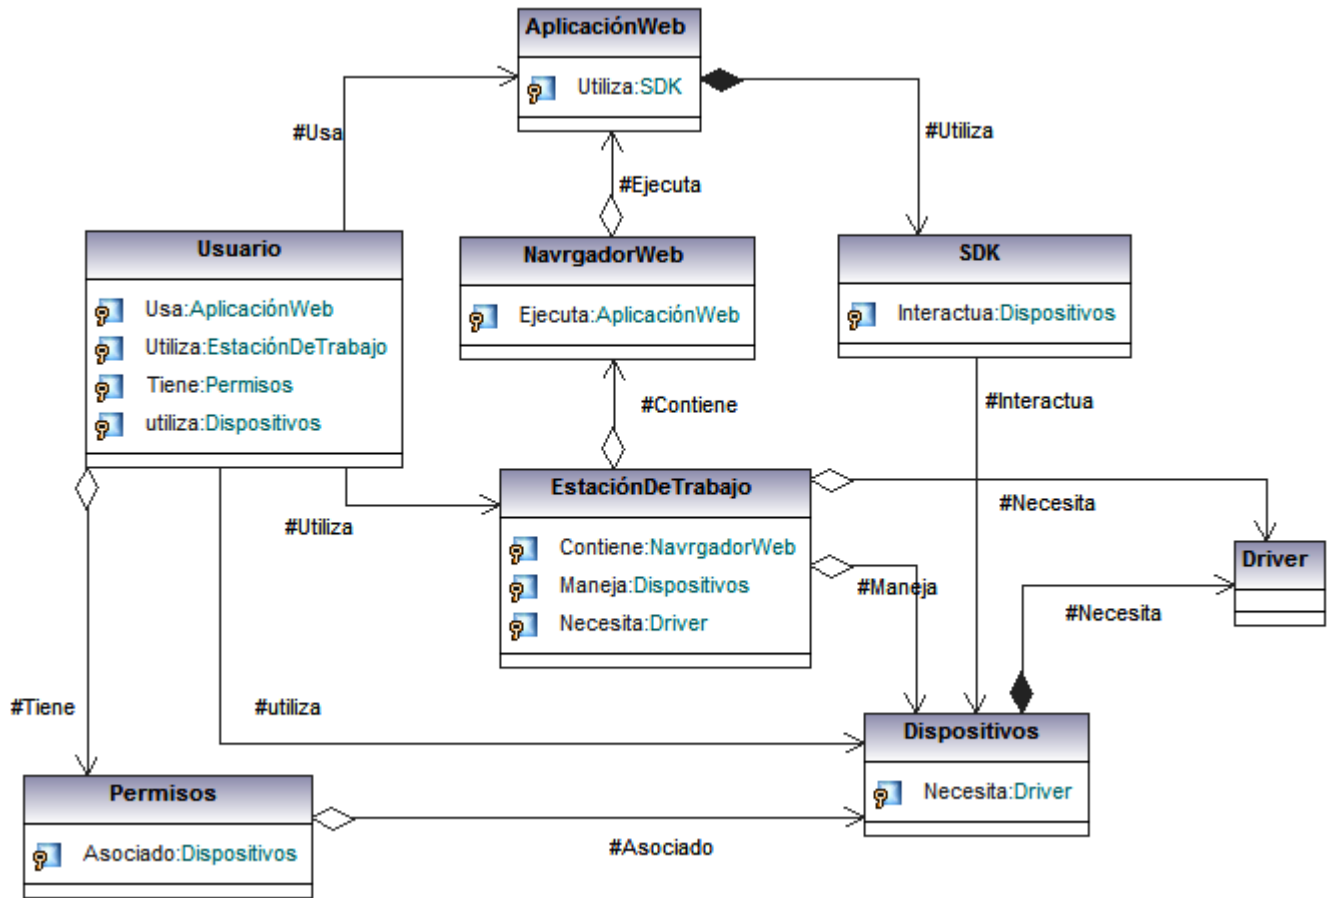 AplicaciónWeb
Utiliza:SDK
#Usa
#Utiliza
#Ejecuta
Usuario
Usa:AplicaciónWeb
Utiliza:EstaciónDeTrabajo
Tiene:Permisos
utiliza:Dispositivos
NavrgadorWeb
Ejecuta:AplicaciónWeb
SDK
Interactua:Dispositivos
#Contiene
#Interactua
EstaciónDeTrabajo
Contiene:NavrgadorWeb
Maneja:Dispositivos
Necesita:Driver
#Utiliza
#Necesita
#Maneja
Driver
#Necesita
#Tiene
#utiliza
Dispositivos
Necesita:Driver
Permisos
Asociado:Dispositivos
#Asociado